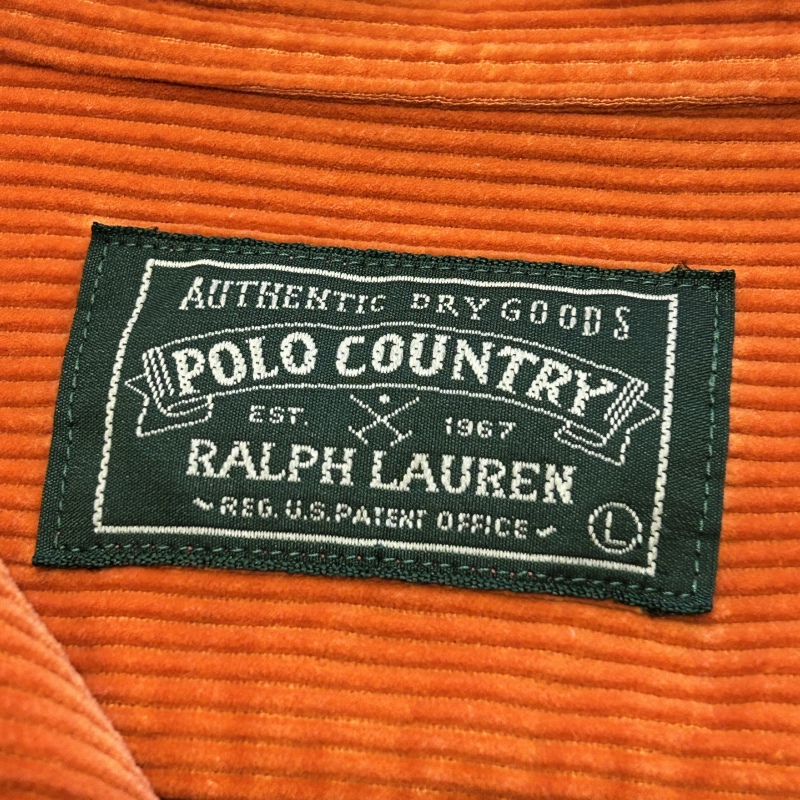 AUTHENTIC DRY GOODS
POLO COUNTRY
EST. 1967
RALPH LAUREN
REG. U.S. PATENT OFFICE
L